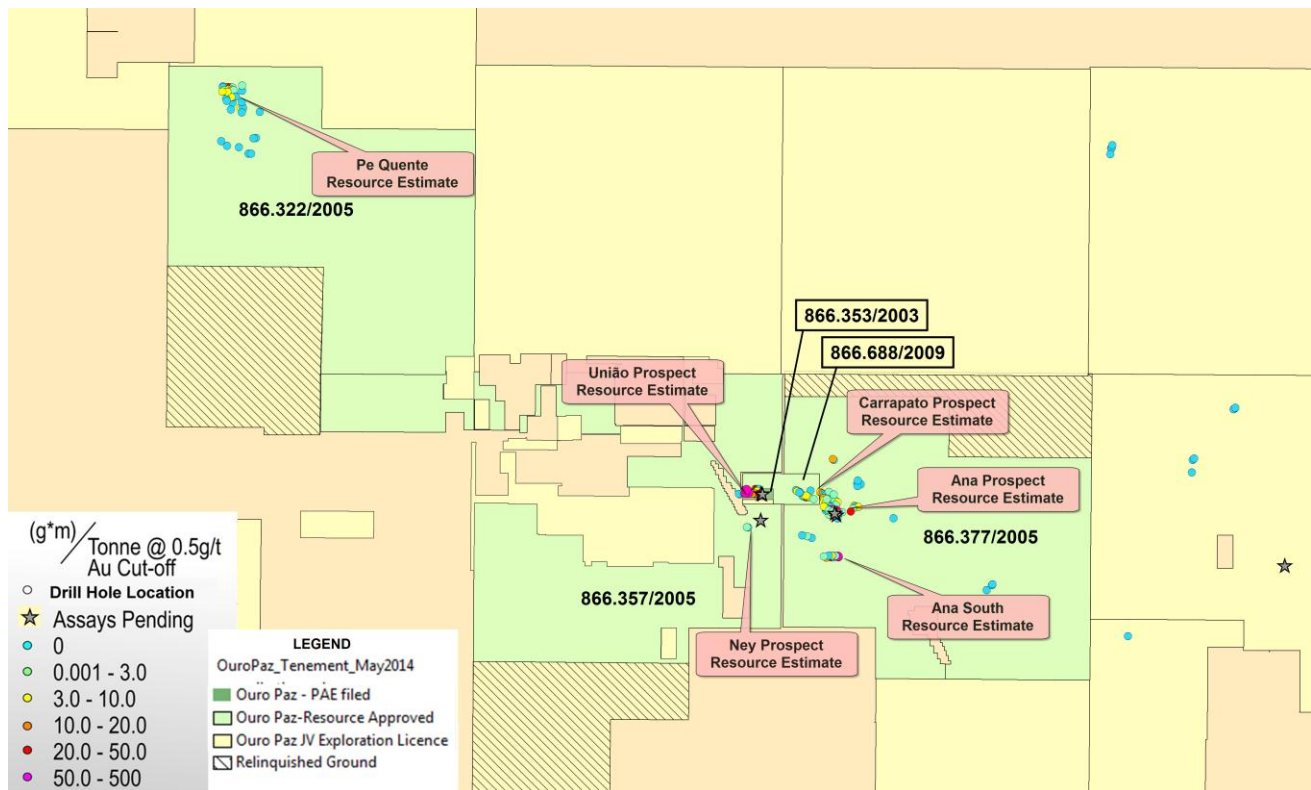 Pe Quente
Resource Estimate
866.322/2005
866.353/2003
866.688/2009
União Prospect
Resource Estimate
Carrapato Prospect
Resource Estimate
Ana Prospect
Resource Estimate
866.377/2005
866.357/2005
Ana South
Resource Estimate
Ney Prospect
Resource Estimate
(g*m)/Tonne @ 0.5g/t
Au Cut-off
Drill Hole Location
Assays Pending
0
0.001 - 3.0
3.0 - 10.0
10.0 - 20.0
20.0 - 50.0
50.0 - 500
LEGEND
OuroPaz_Tenement_May2014
Ouro Paz - PAE filed
Ouro Paz-Resource Approved
Ouro Paz JV Exploration Licence
Relinquished Ground